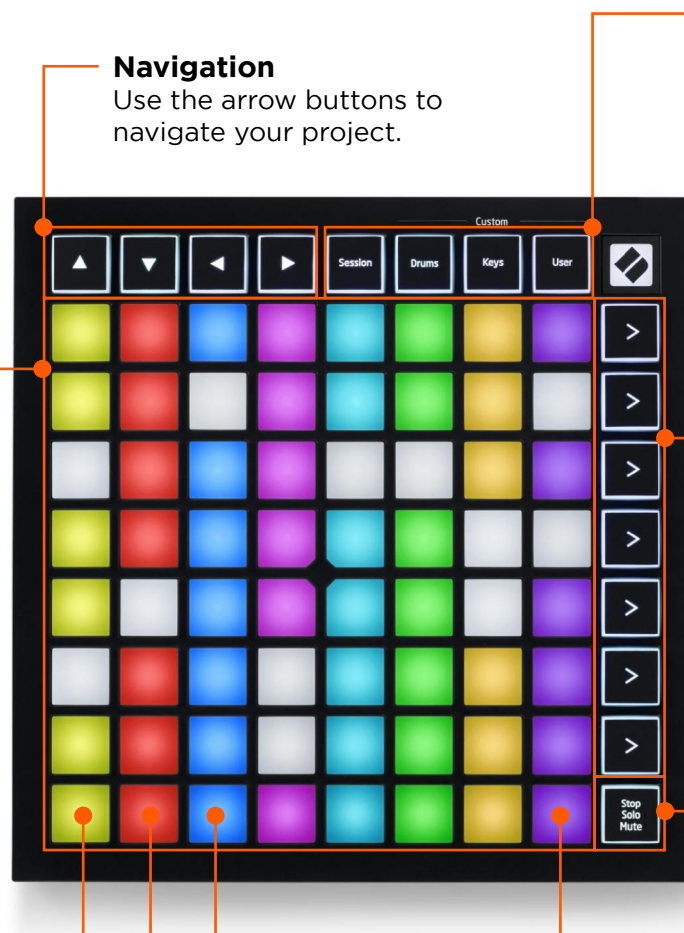 Navigation
Use the arrow buttons to
navigate your project.
Custom
Session
Drums
Keys
User
Stop
Solo
Mute